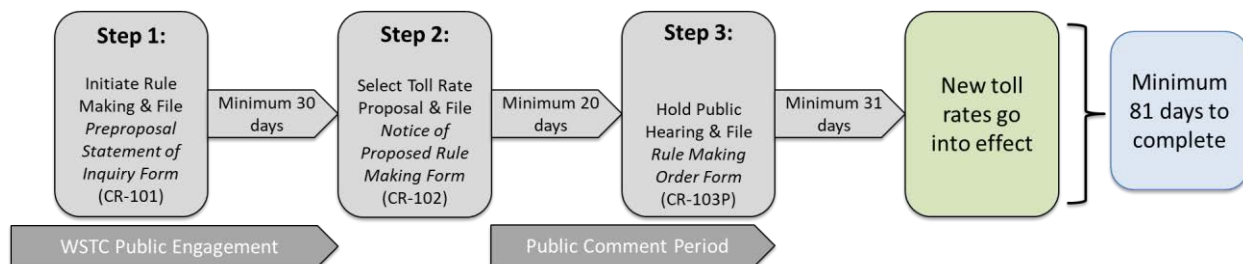 Step 1:
Initiate Rule
Making & File
Preproposal
Statement of
Inquiry Form
(CR-101)
Minimum 30
days
Step 2:
Select Toll Rate
Proposal & File
Notice of
Proposed Rule
Making Form
(CR-102)
Minimum 20
days
Step 3:
Hold Public
Hearing & File
Rule Making
Order Form
(CR-103P)
Minimum 31
days
New toll
rates go
into effect
Minimum
81 days to
complete
WSTC Public Engagement
Public Comment Period